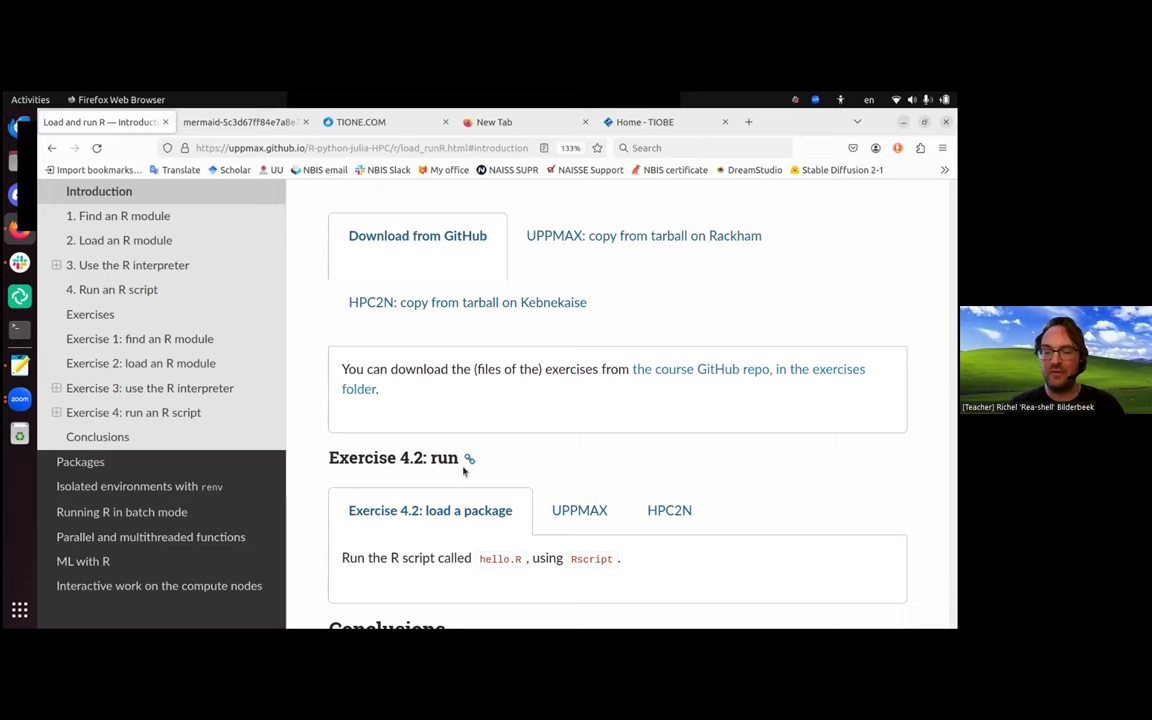 Activities
Firefox Web Browser
en
Load and run R — Introduct
mermaid-5c3d67ff84e7a8e
TIONE.COM
New Tab
Home - TIOBE
https://uppmax.github.io/R-python-julia-HPC/r/load_runR.html#introduction
133%
Search
Import bookmarks...
Translate
Scholar
UU
NBIS email
NBIS Slack
My office
NAISS SUPR
NAISSE Support
NBIS certificate
DreamStudio
Stable Diffusion 2-1
Introduction
1. Find an R module
2. Load an R module
3. Use the R interpreter
4. Run an R script
Exercises
Exercise 1: find an R module
Exercise 2: load an R module
Exercise 3: use the R interpreter
Exercise 4: run an R script
Conclusions
Packages
Isolated environments with renv
Running R in batch mode
Parallel and multithreaded functions
ML with R
Interactive work on the compute nodes
Download from GitHub
UPPMAX: copy from tarball on Rackham
HPC2N: copy from tarball on Kebnekaise
You can download the (files of the) exercises from the course GitHub repo, in the exercises
folder.
Exercise 4.2: run
Exercise 4.2: load a package
UPPMAX
HPC2N
Run the R script called hello.R , using Rscript .
Conclusions
zoom
[Teacher] Richel 'Rea-shell' Bilderbeek